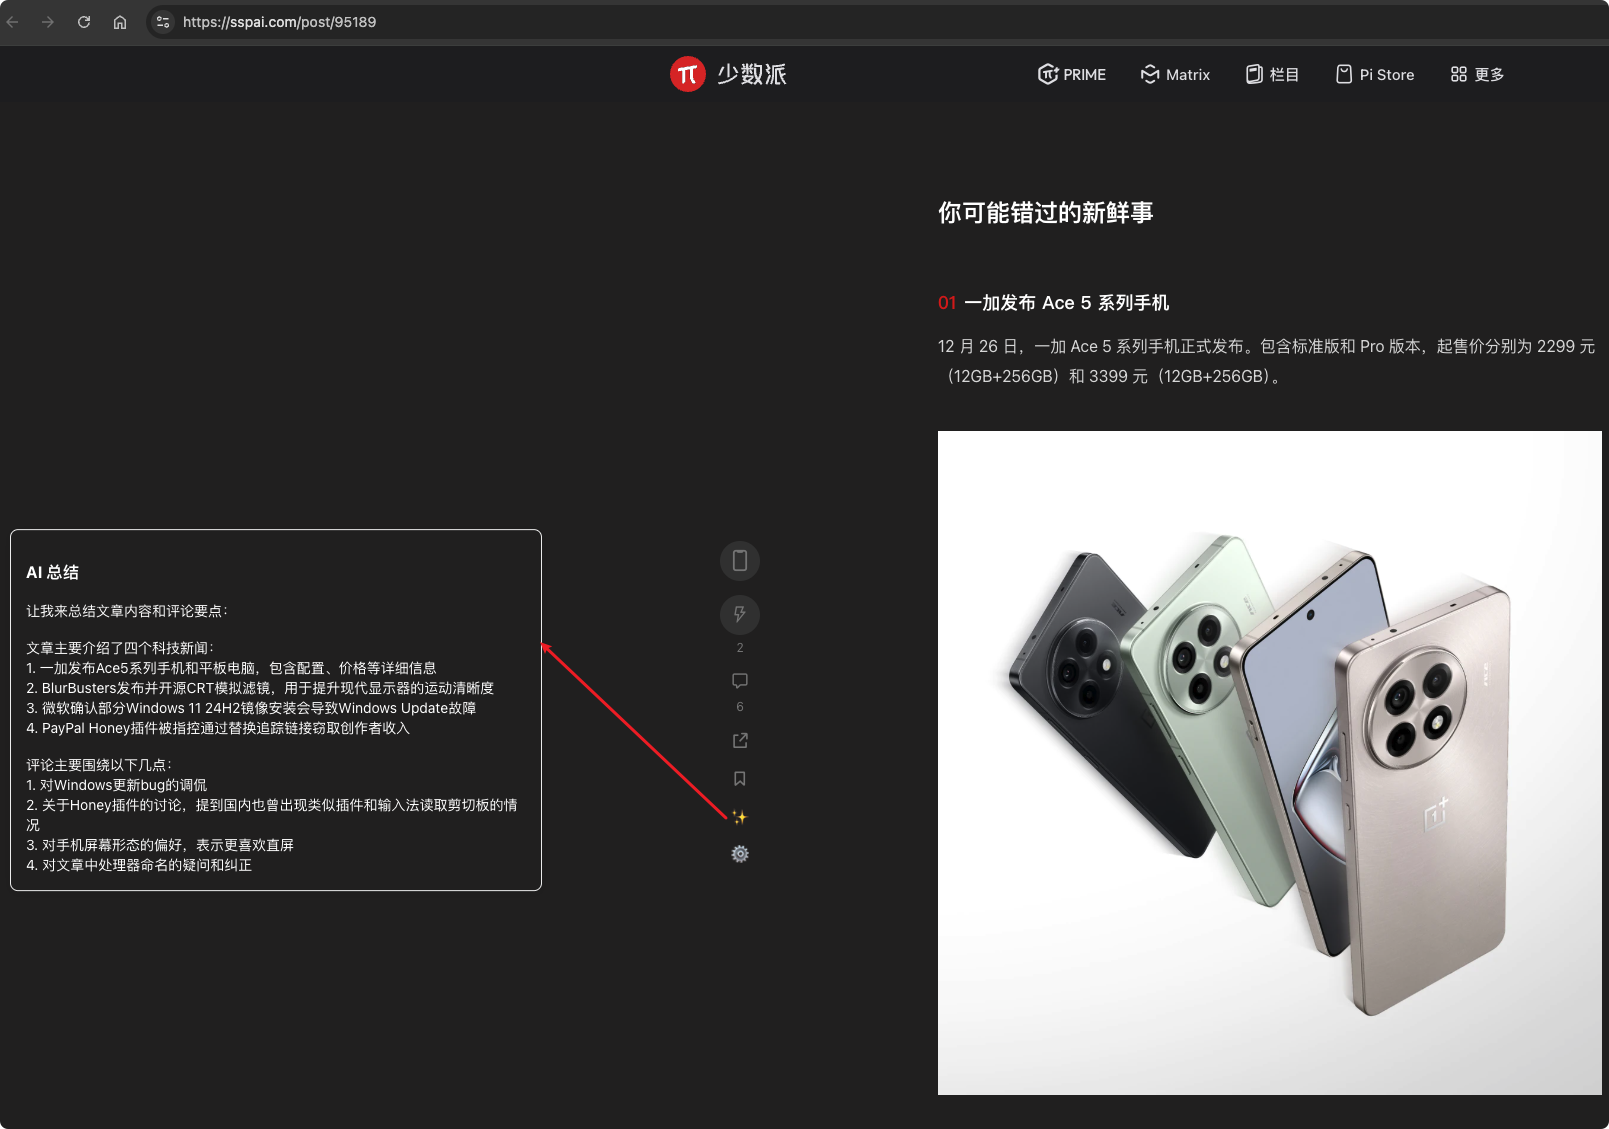 https://sspai.com/post/95189
少数派
PRIME
Matrix
栏目
Pi Store
更多
你可能错过的新鲜事
01 一加发布 Ace 5 系列手机
12 月 26 日，一加 Ace 5 系列手机正式发布。包含标准版和 Pro 版本，起售价分别为 2299 元
（12GB+256GB）和 3399 元（12GB+256GB）。
AI 总结
让我来总结文章内容和评论要点：
文章主要介绍了四个科技新闻：
1. 一加发布Ace5系列手机和平板电脑，包含配置、价格等详细信息
2. BlurBusters发布并开源CRT模拟滤镜，用于提升现代显示器的运动清晰度
3. 微软确认部分Windows 11 24H2镜像安装会导致Windows Update故障
4. PayPal Honey插件被指控通过替换追踪链接窃取创作者收入
评论主要围绕以下几点：
1. 对Windows更新bug的调侃
2. 关于Honey插件的讨论，提到国内也曾出现类似插件和输入法读取剪切板的情
况
3. 对手机屏幕形态的偏好，表示更喜欢直屏
4. 对文章中处理器命名的疑问和纠正
2
6